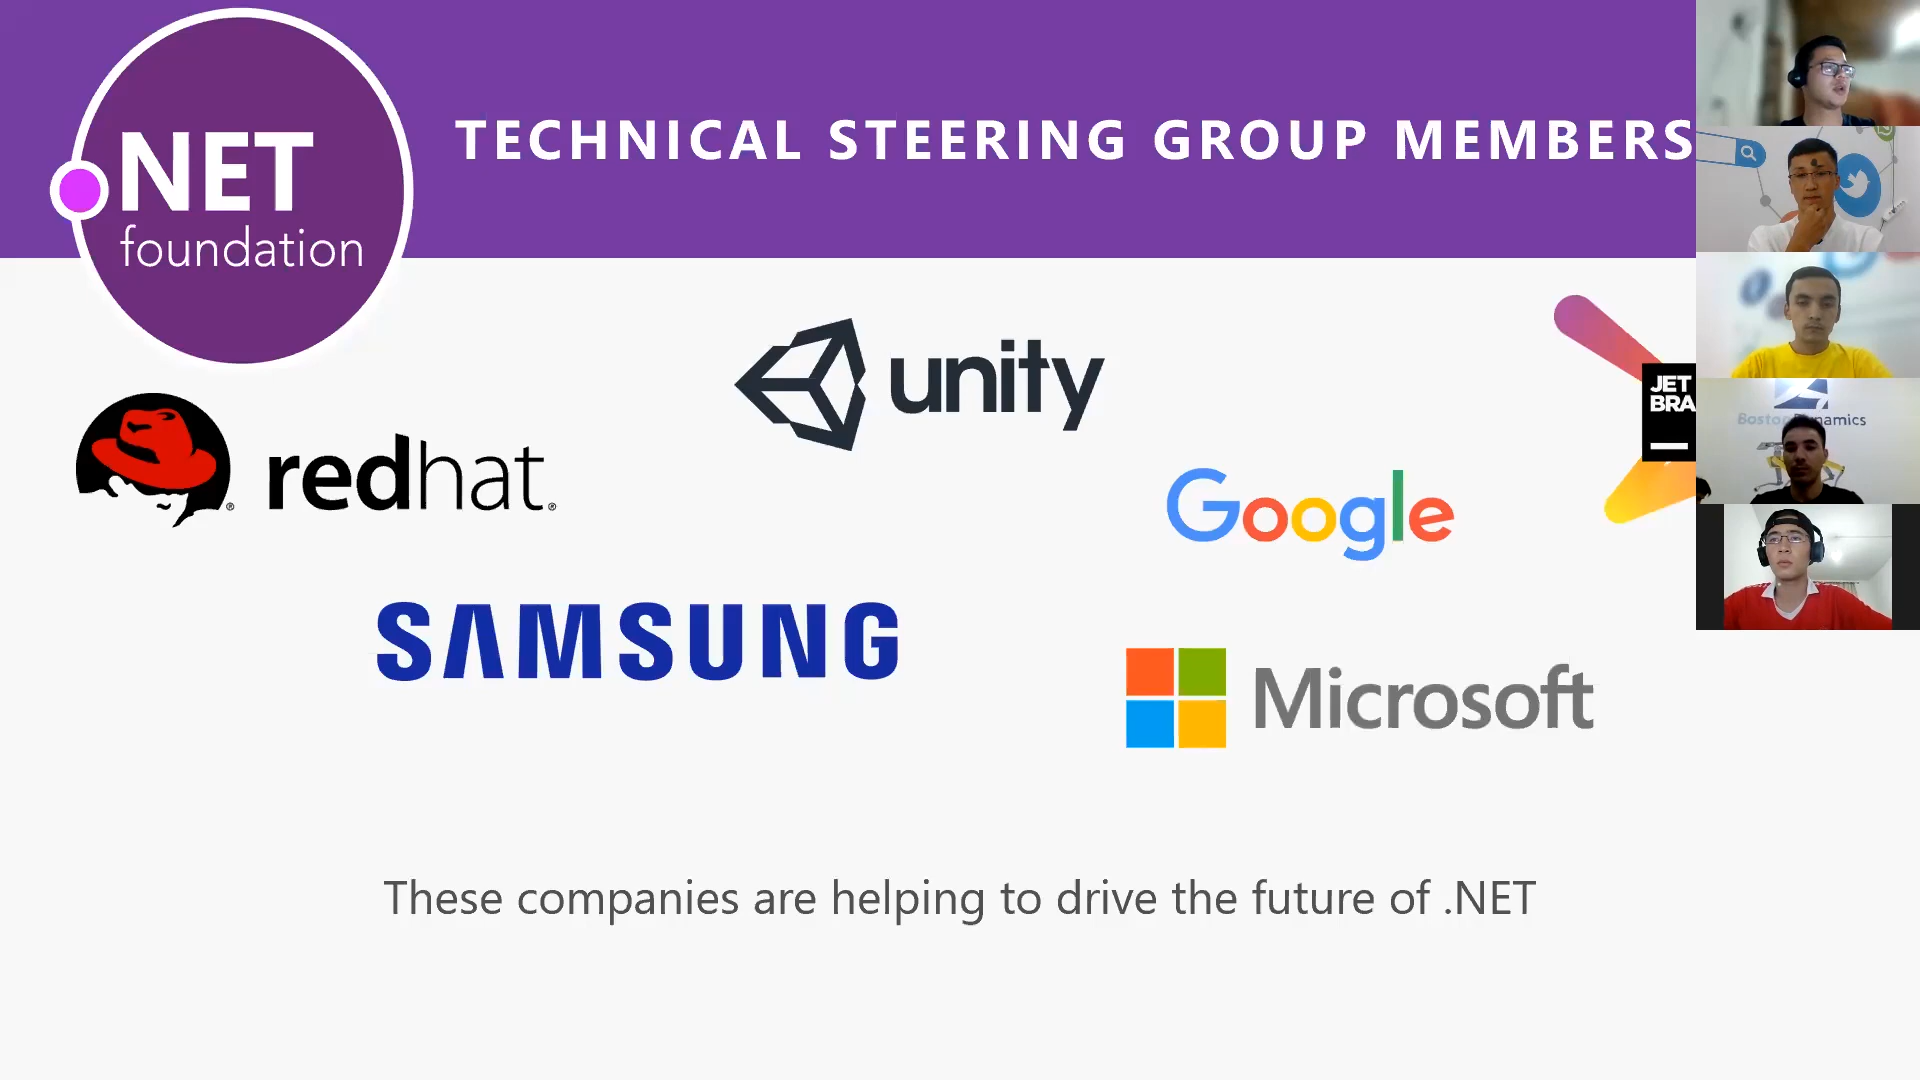 .NET
foundation
TECHNICAL STEERING GROUP MEMBERS
unity
JET
BRA
redhat
Google
SAMSUNG
Microsoft
These companies are helping to drive the future of .NET